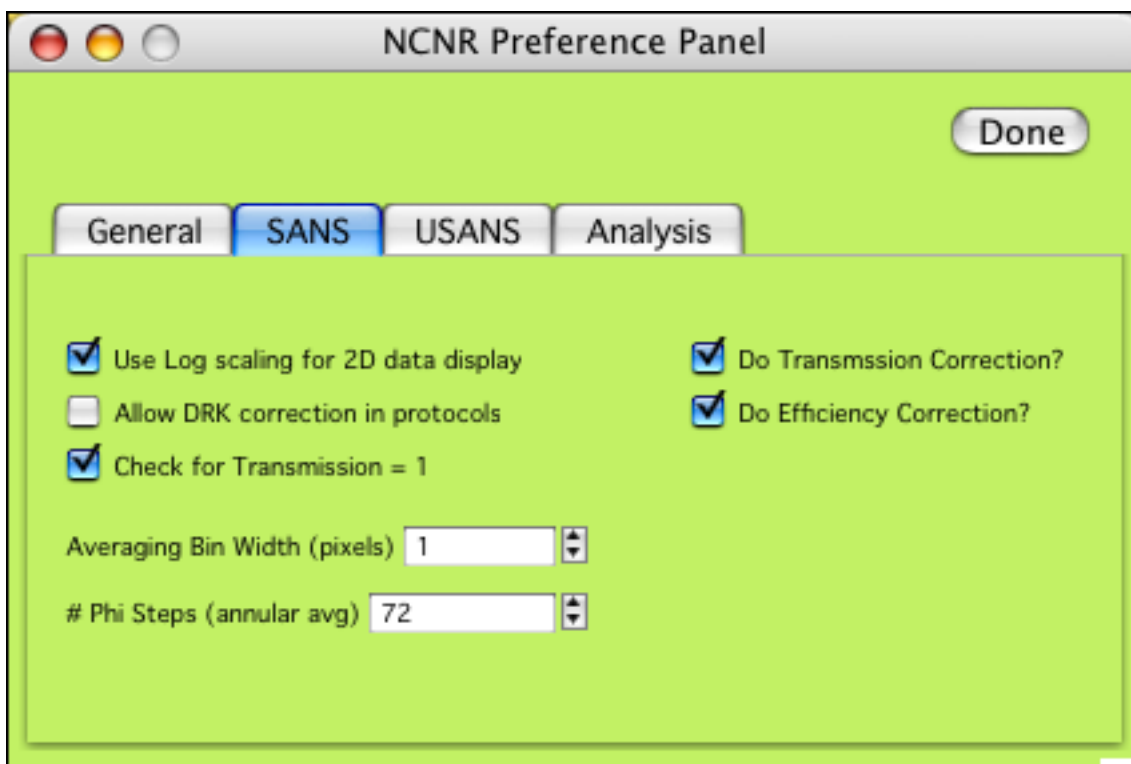 NCNR Preference Panel
Done
General SANS USANS Analysis
Use Log scaling for 2D data display
Do Transmssion Correction?
Allow DRK correction in protocols
Do Efficiency Correction?
Check for Transmission = 1
Averaging Bin Width (pixels) 1
# Phi Steps (annular avg) 72